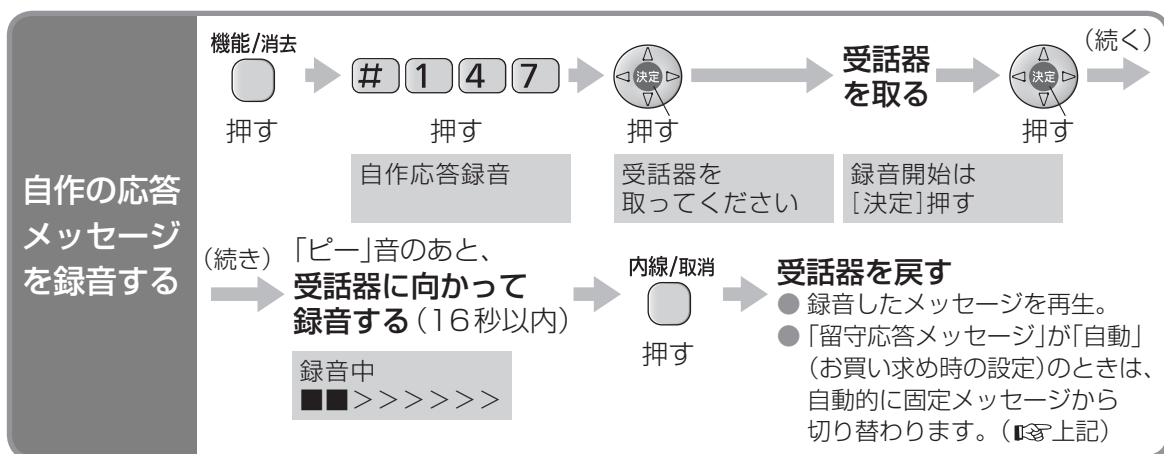 自作の応答
メッセージ
を録音する
機能/消去
押す
# 1 4 7
押す
自作応答録音
決定
押す
受話器を
取ってください
受話器
を取る
録音開始は
[決定]押す
決定
押す
(続く)
(続き)
「ピー」音のあと、
受話器に向かって
録音する(16秒以内)
録音中
■■>>>>>>
内線/取消
押す
受話器を戻す
● 録音したメッセージを再生。
● 「留守応答メッセージ」が「自動」
(お買い求め時の設定)のときは、
自動的に固定メッセージから
切り替わります。(☞上記)